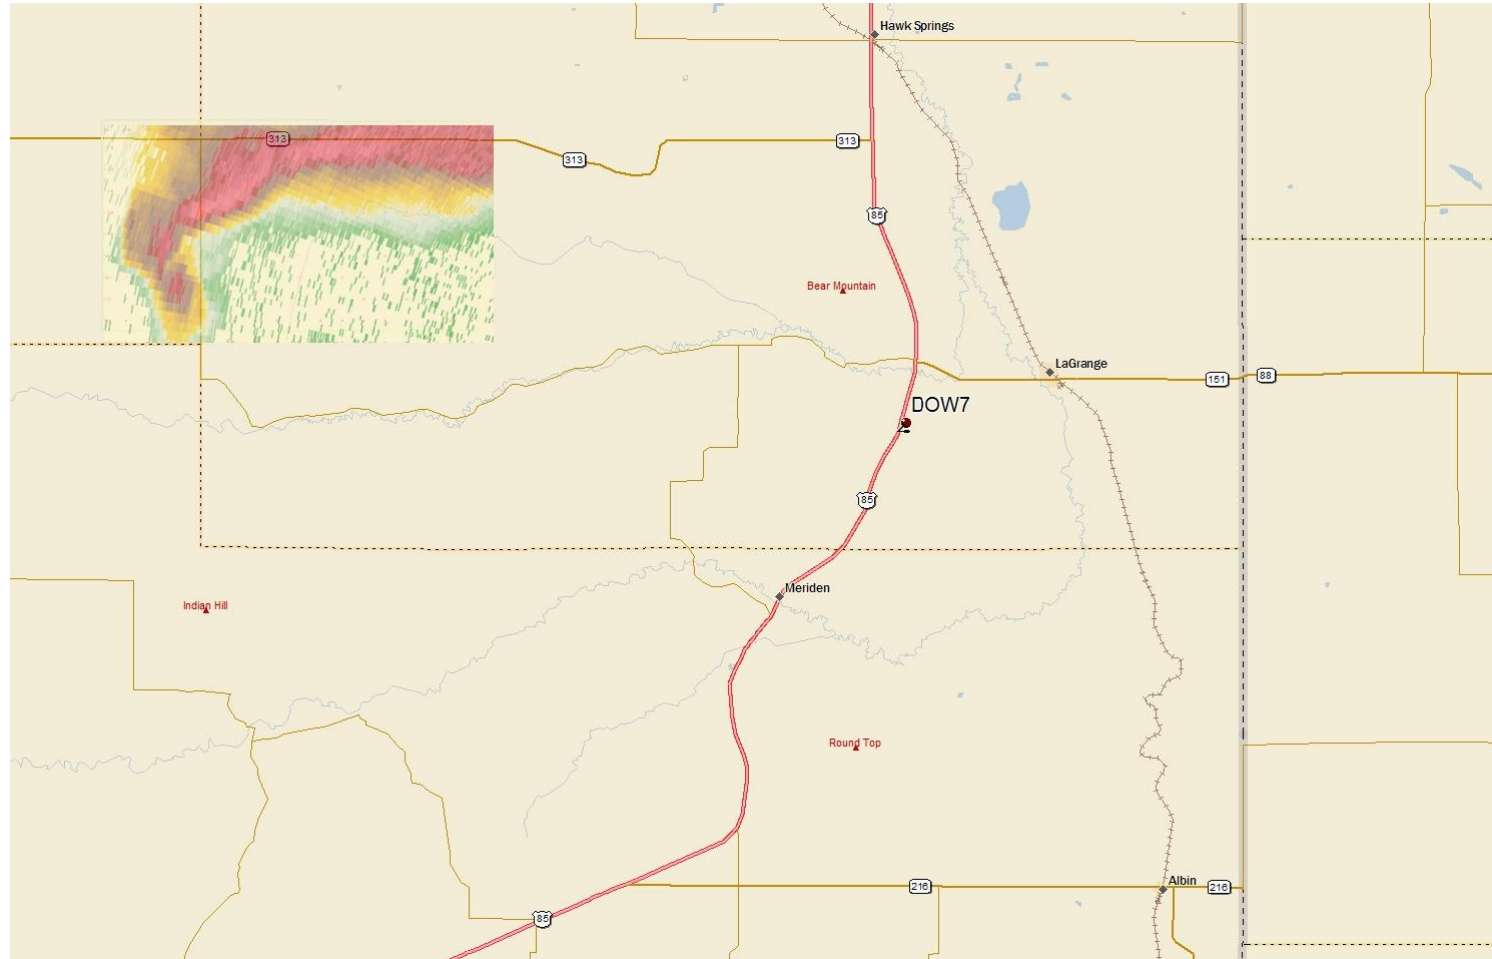 Hawk Springs
313
313
313
85
Bear Mountain
LaGrange
151
88
DOW7
85
Meriden
Indian Hill
Round Top
Albin
216
216
85